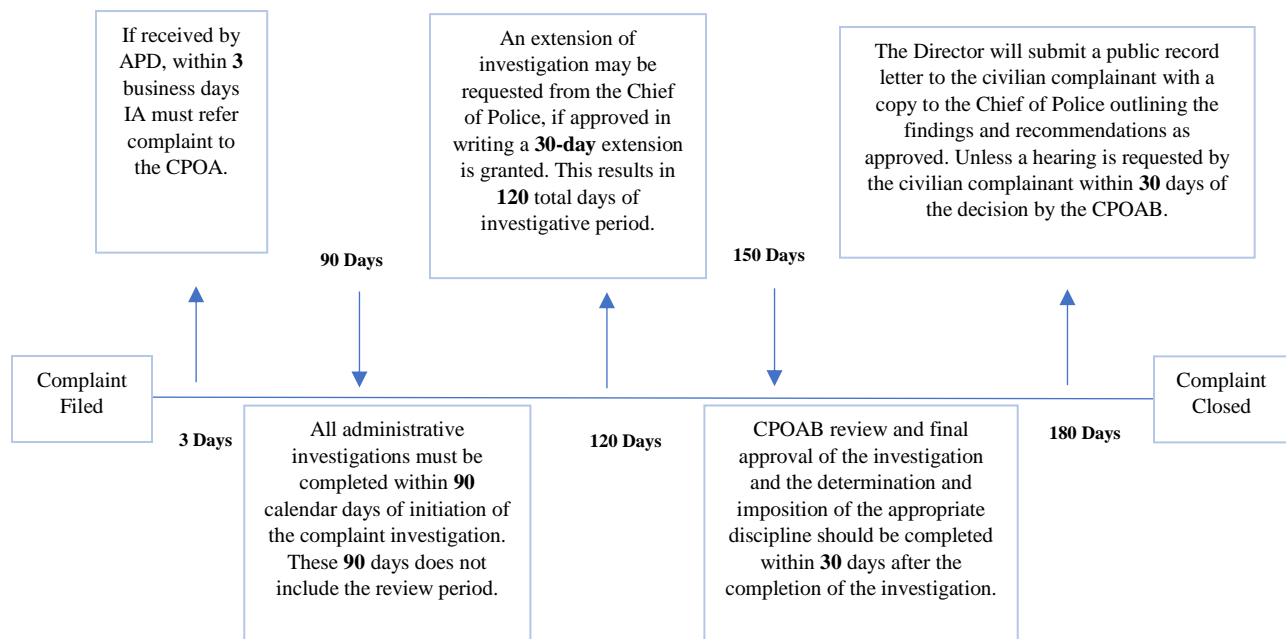 If received by
APD, within 3
business days
IA must refer
complaint to
the CPOA.
An extension of
investigation may be
requested from the Chief
of Police, if approved in
writing a 30-day extension
is granted. This results in
120 total days of
investigative period.
The Director will submit a public record
letter to the civilian complainant with a
copy to the Chief of Police outlining the
findings and recommendations as
approved. Unless a hearing is requested by
the civilian complainant within 30 days of
the decision by the CPOAB.
90 Days
150 Days
Complaint
Filed
Complaint
Closed
3 Days
120 Days
180 Days
All administrative
investigations must be
completed within 90
calendar days of initiation of
the complaint investigation.
These 90 days does not
include the review period.
CPOAB review and final
approval of the investigation
and the determination and
imposition of the appropriate
discipline should be completed
within 30 days after the
completion of the investigation.